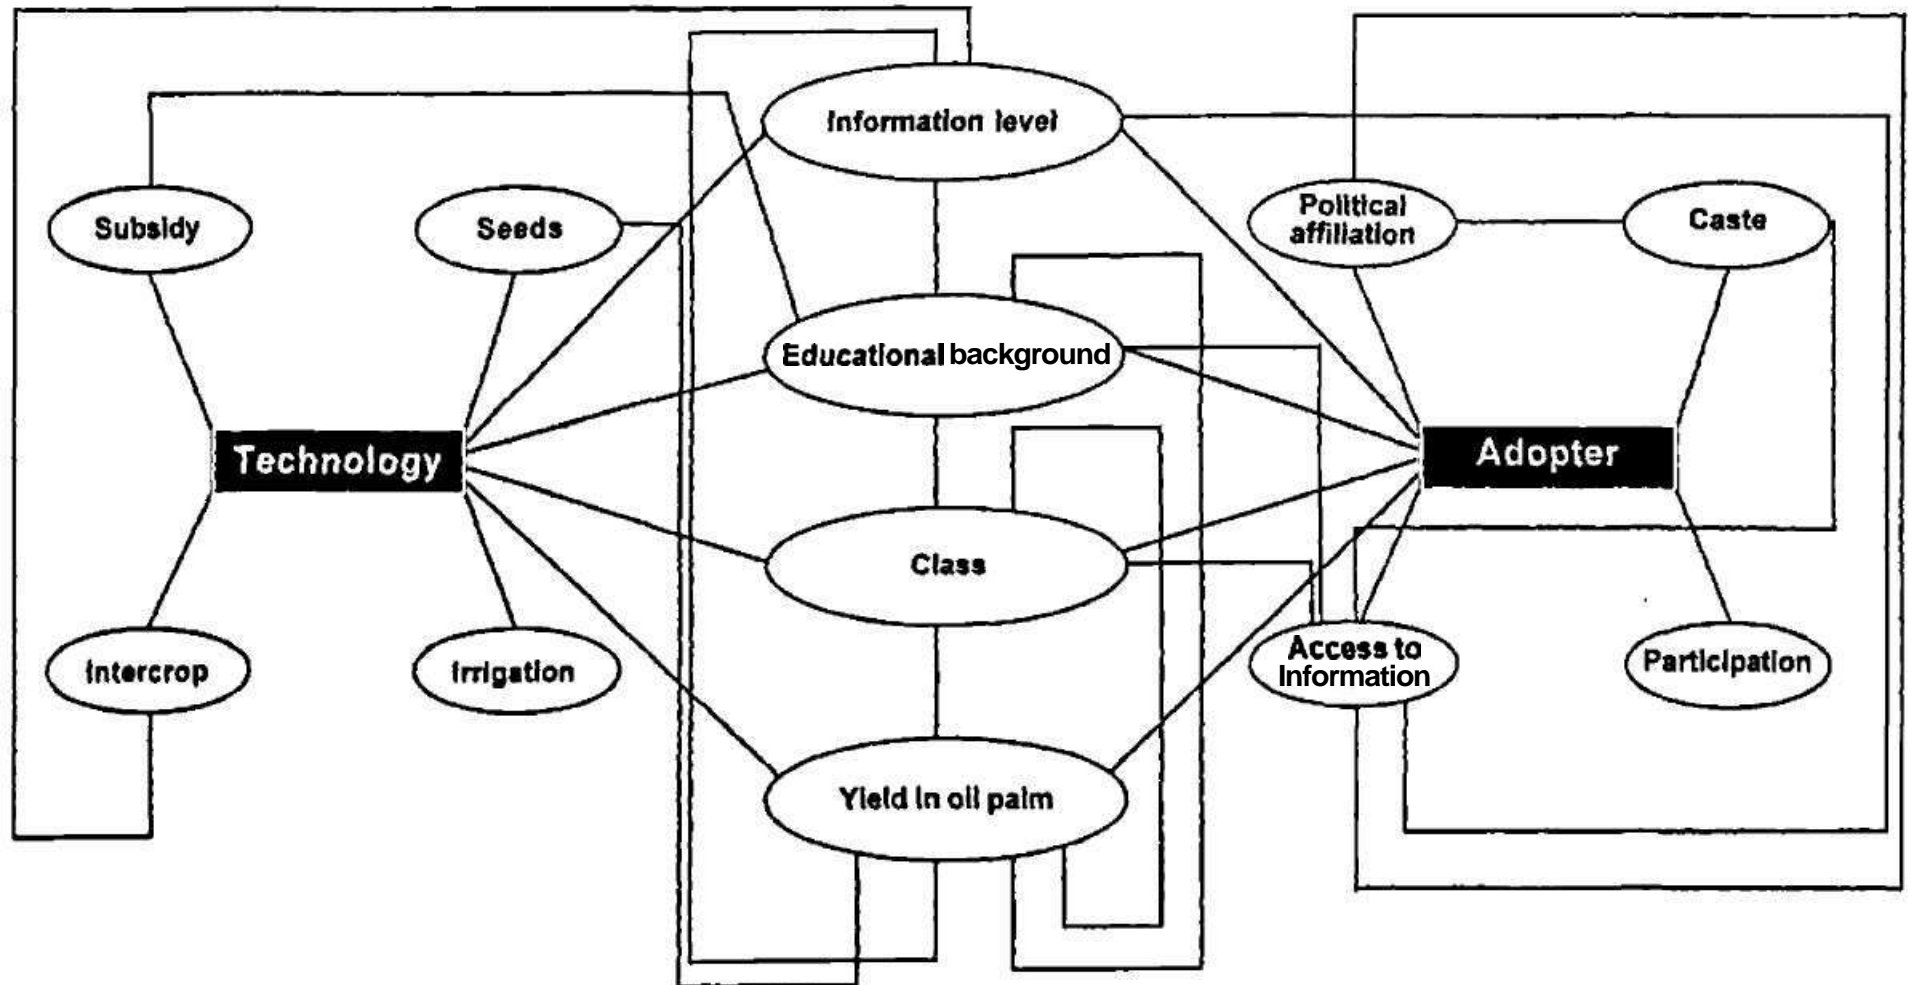 Information level
Subsidy
Seeds
Political
affiliation
Caste
Educational background
Technology
Adopter
Class
Intercrop
Irrigation
Access to
Information
Participation
Yield in oil palm